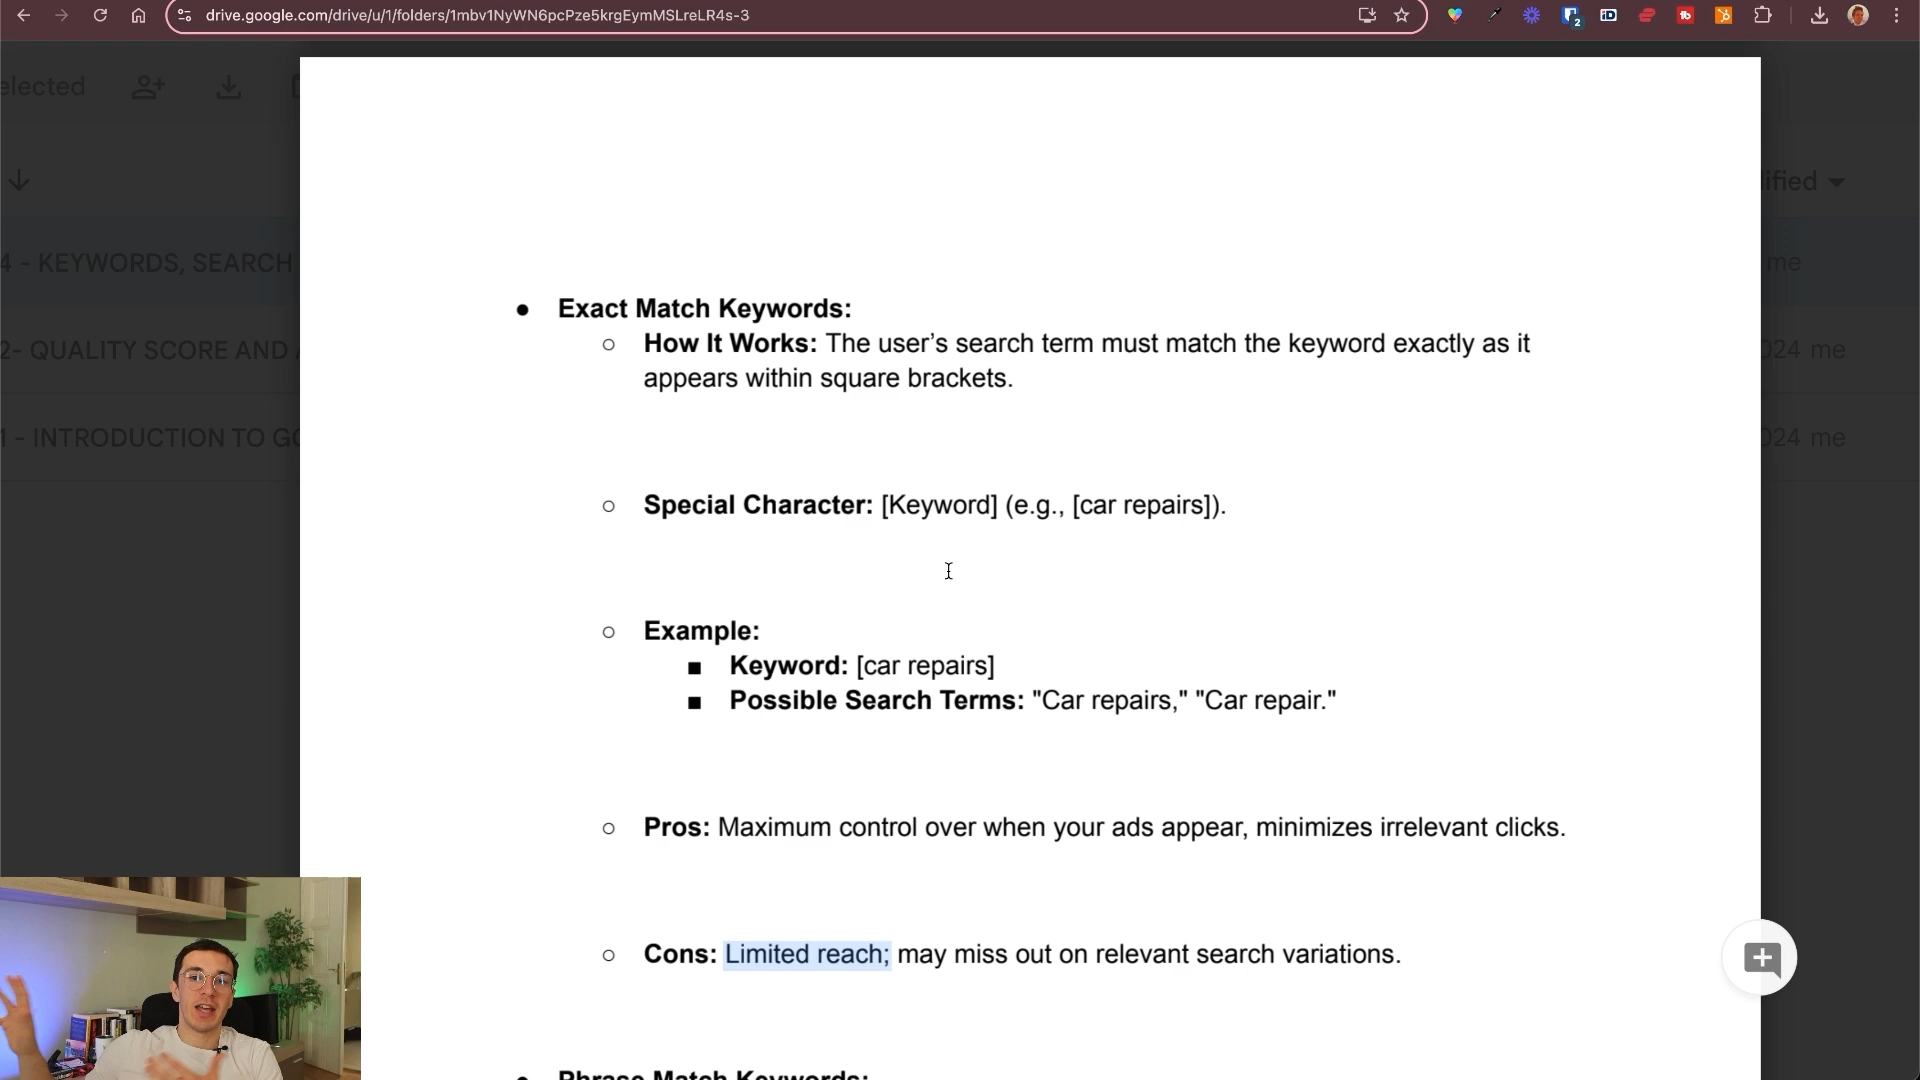 drive.google.com/drive/u/1/folders/1mbv1NyWN6pcPze5krgEymMSLreLR4s-3
elected
ified
4 - KEYWORDS, SEARCH
me
2- QUALITY SCORE AND
024 me
1 - INTRODUCTION TO GO
024 me
● Exact Match Keywords:
○ How It Works: The user’s search term must match the keyword exactly as it
appears within square brackets.
○ Special Character: [Keyword] (e.g., [car repairs]).
○ Example:
■ Keyword: [car repairs]
■ Possible Search Terms: "Car repairs," "Car repair."
○ Pros: Maximum control over when your ads appear, minimizes irrelevant clicks.
○ Cons: Limited reach; may miss out on relevant search variations.
● Phrase Match Keywords: